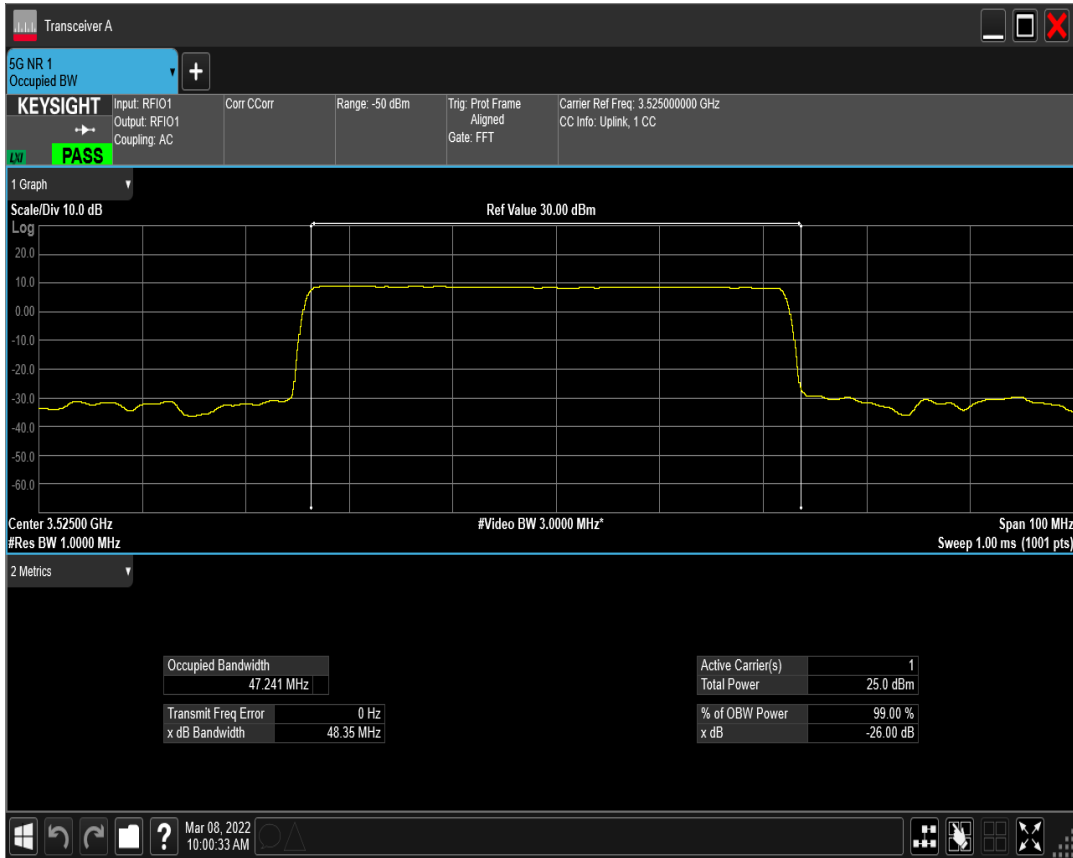 Transceiver A
5G NR 1
Occupied BW
KEYSIGHT
LXI
PASS
Input: RFIO1
Output: RFIO1
Coupling: AC
Corr CCorr
Range: -50 dBm
Trig: Prot Frame
Aligned
Gate: FFT
Carrier Ref Freq: 3.525000000 GHz
CC Info: Uplink, 1 CC
1 Graph
Scale/Div 10.0 dB
Ref Value 30.00 dBm
Log
20.0
10.0
0.00
-10.0
-20.0
-30.0
-40.0
-50.0
-60.0
Center 3.52500 GHz
#Video BW 3.0000 MHz*
Span 100 MHz
#Res BW 1.0000 MHz
Sweep 1.00 ms (1001 pts)
2 Metrics
Occupied Bandwidth
47.241 MHz
Transmit Freq Error 0 Hz
x dB Bandwidth 48.35 MHz
Active Carrier(s) 1
Total Power 25.0 dBm
% of OBW Power 99.00 %
x dB -26.00 dB
?
Mar 08, 2022
10:00:33 AM